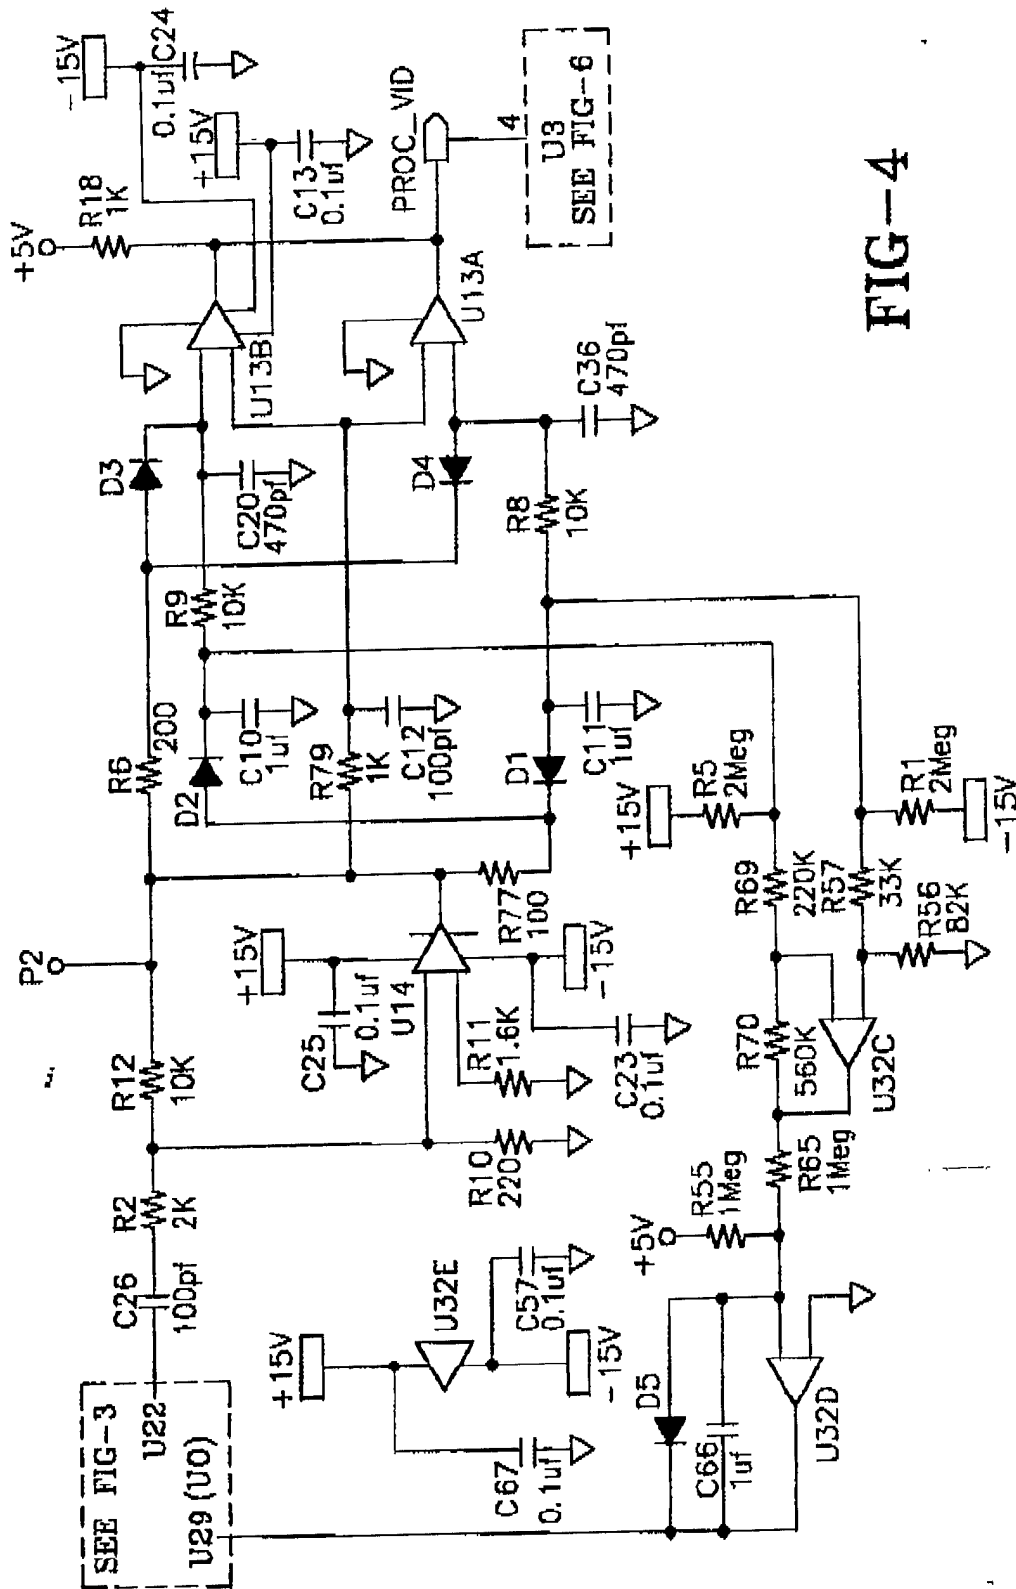 -15V
C24
0.1uf
+15V
C13
0.1uf
+5V
R18
1K
PROC_VID
4
U3
SEE FIG-6
U13B
U13A
D3
C20
470pf
D4
C36
470pf
R9
10K
R8
10K
R6
200
D2
C10
1uf
R79
1K
C12
100pf
D1
C11
1uf
+15V
R5
2Meg
R1
2Meg
-15V
P2
+15V
C25
0.1uf
U14
R77
100
-15V
R69
220K
R57
33K
R56
82K
R12
10K
R11
1.6K
C23
0.1uf
R70
560K
U32C
R2
2K
R10
220
+5V
R55
1Meg
R65
1Meg
C26
100pf
U32E
C57
0.1uf
+15V
-15V
C67
0.1uf
D5
C66
1uf
U32D
SEE FIG-3
U22
U29(U0)
FIG-4